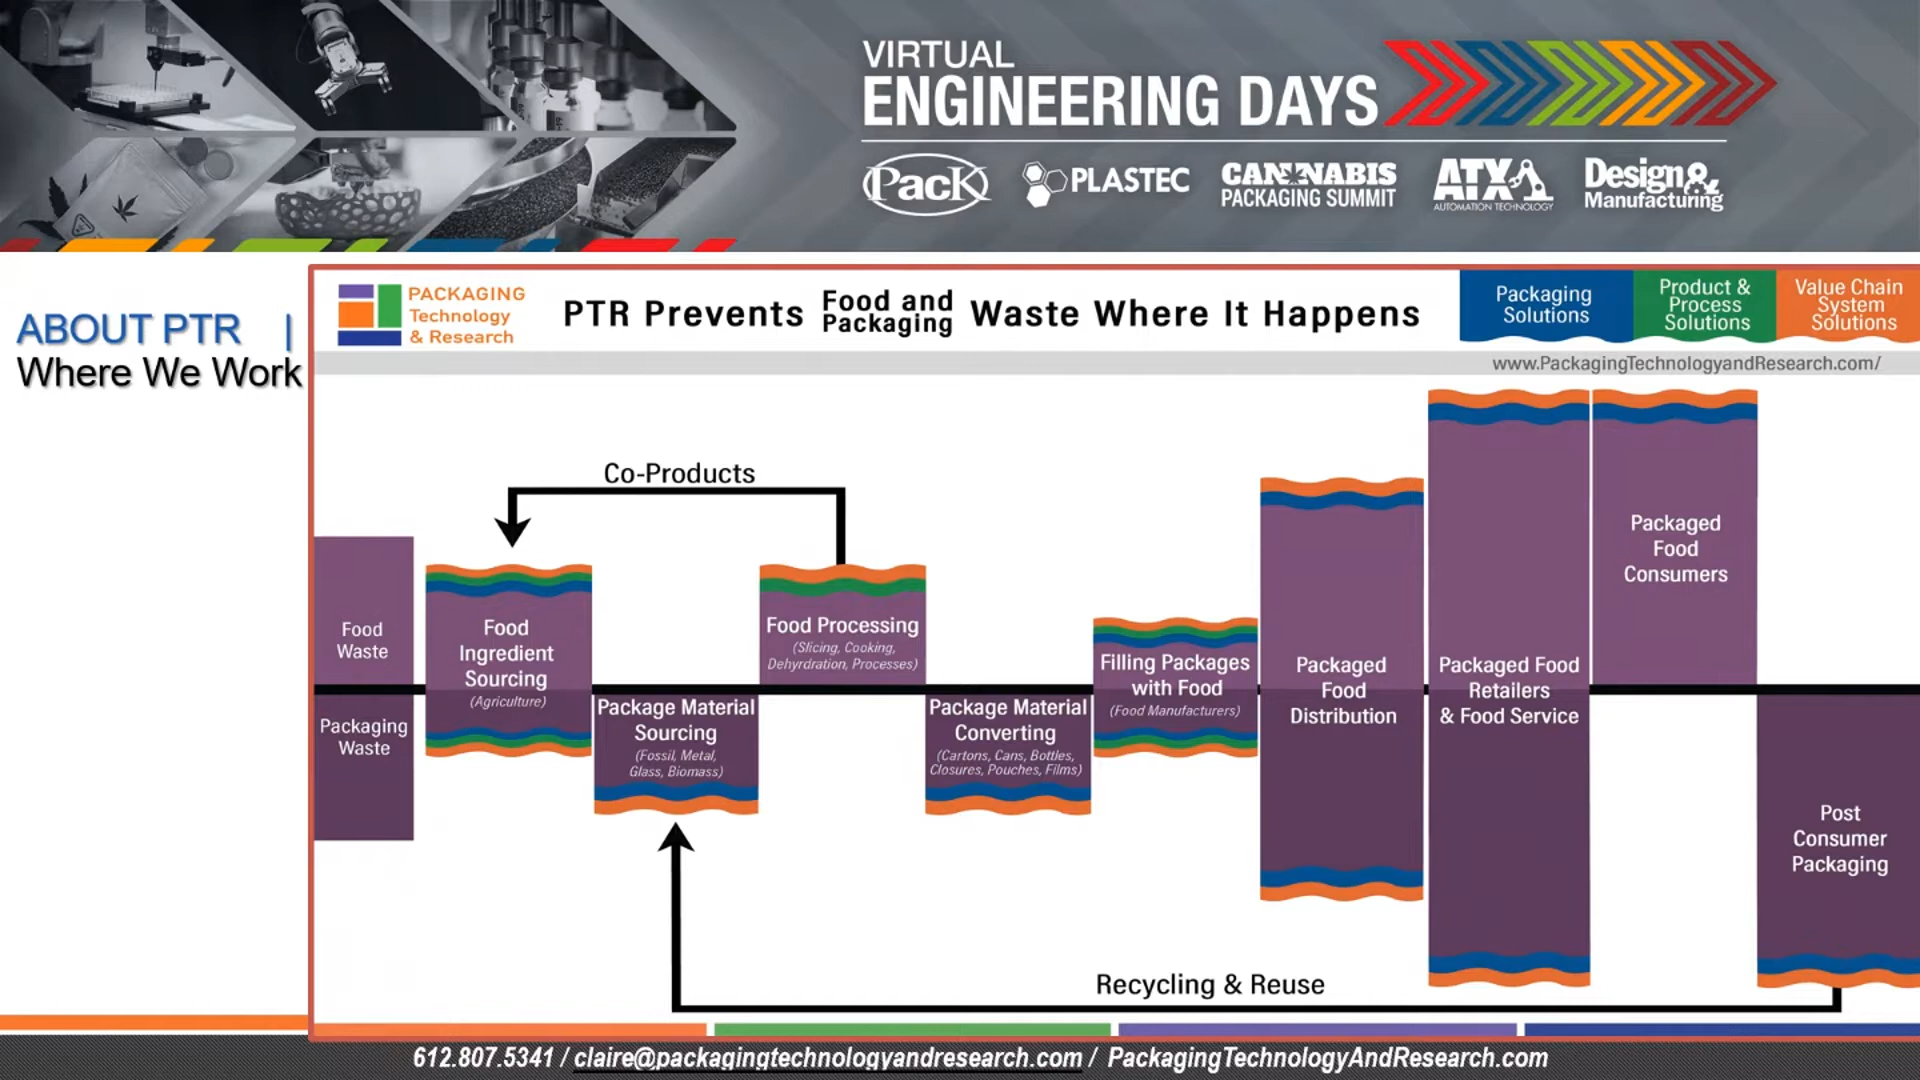 VIRTUAL
ENGINEERING DAYS
PacK
PLASTEC
CANNABIS
PACKAGING SUMMIT
ATX
AUTOMATION TECHNOLOGY
Design &
Manufacturing
ABOUT PTR |
Where We Work
PACKAGING
Technology
& Research
PTR Prevents Food and Packaging Waste Where It Happens
Packaging
Solutions
Product &
Process
Solutions
Value Chain
System
Solutions
www.PackagingTechnologyandResearch.com/
Co-Products
Food
Waste
Packaging
Waste
Food
Ingredient
Sourcing
(Agriculture)
Package Material
Sourcing
(Fossil, Metal,
Glass, Biomass)
Food Processing
(Slicing, Cooking,
Dehyrdration, Processes)
Package Material
Converting
(Cartons, Cans, Bottles,
Closures, Pouches, Films)
Filling Packages
with Food
(Food Manufacturers)
Packaged
Food
Distribution
Packaged Food
Retailers
& Food Service
Packaged
Food
Consumers
Post
Consumer
Packaging
Recycling & Reuse
612.807.5341 / claire@packagingtechnologyandresearch.com / PackagingTechnologyAndResearch.com